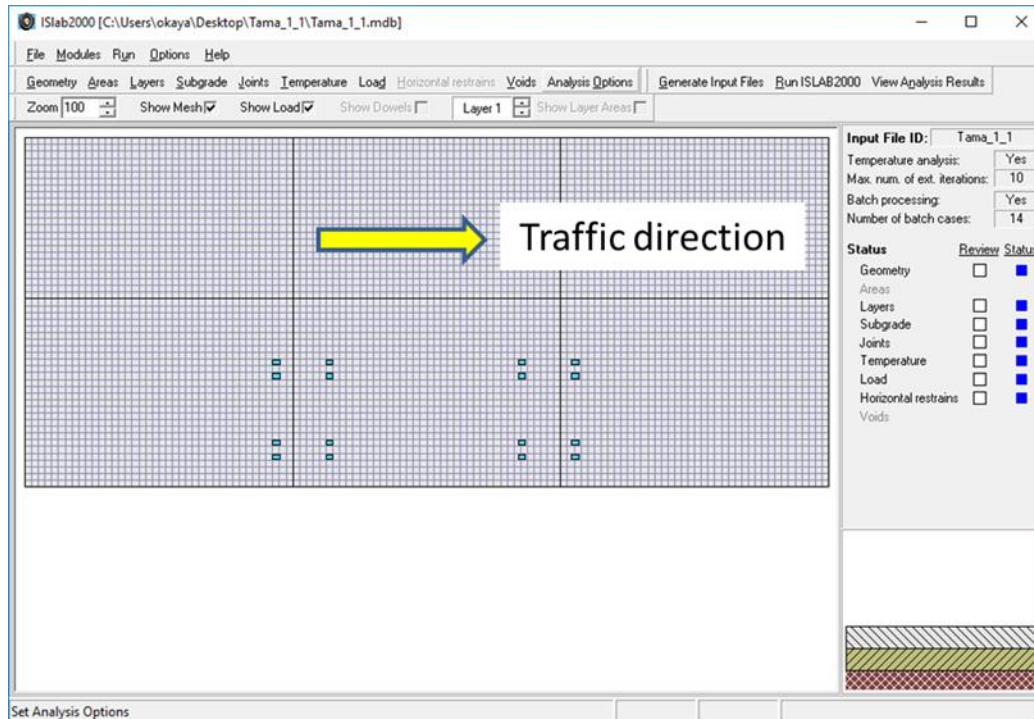 ISlab2000 [C:\Users\okaya\Desktop\Tama_1_1\Tama_1_1.mdb]
File Modules Run Options Help
Geometry Areas Layers Subgrade Joints Temperature Load Horizontal restrains Voids Analysis Options Generate Input Files Run ISLAB2000 View Analysis Results
Zoom 100 Show Mesh Show Load Show Dowels Layer 1 Show Layer Areas
Traffic direction
Input File ID: Tama_1_1
Temperature analysis: Yes
Max. num. of ext. iterations: 10
Batch processing: Yes
Number of batch cases: 14
Status Review Status
Geometry
Areas
Layers
Subgrade
Joints
Temperature
Load
Horizontal restrains
Voids
Set Analysis Options